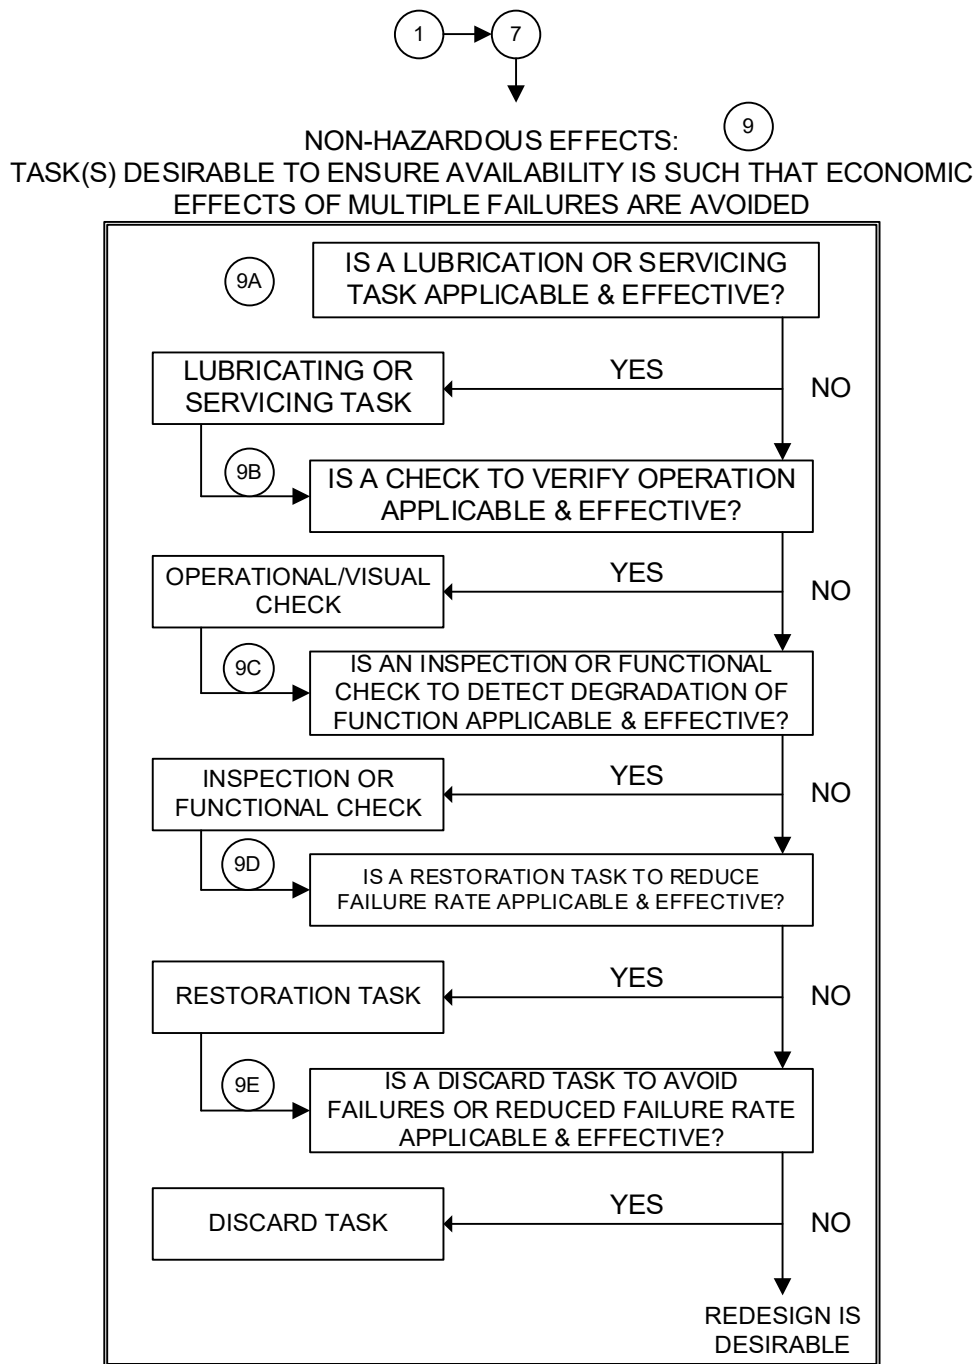 1
7
9
NON-HAZARDOUS EFFECTS:
TASK(S) DESIRABLE TO ENSURE AVAILABILITY IS SUCH THAT ECONOMIC
EFFECTS OF MULTIPLE FAILURES ARE AVOIDED
9A
IS A LUBRICATION OR SERVICING
TASK APPLICABLE & EFFECTIVE?
LUBRICATING OR
SERVICING TASK
YES
NO
9B
IS A CHECK TO VERIFY OPERATION
APPLICABLE & EFFECTIVE?
OPERATIONAL/VISUAL
CHECK
YES
NO
9C
IS AN INSPECTION OR FUNCTIONAL
CHECK TO DETECT DEGRADATION OF
FUNCTION APPLICABLE & EFFECTIVE?
INSPECTION OR
FUNCTIONAL CHECK
YES
NO
9D
IS A RESTORATION TASK TO REDUCE
FAILURE RATE APPLICABLE & EFFECTIVE?
RESTORATION TASK
YES
NO
9E
IS A DISCARD TASK TO AVOID
FAILURES OR REDUCED FAILURE RATE
APPLICABLE & EFFECTIVE?
DISCARD TASK
YES
NO
REDESIGN IS
DESIRABLE